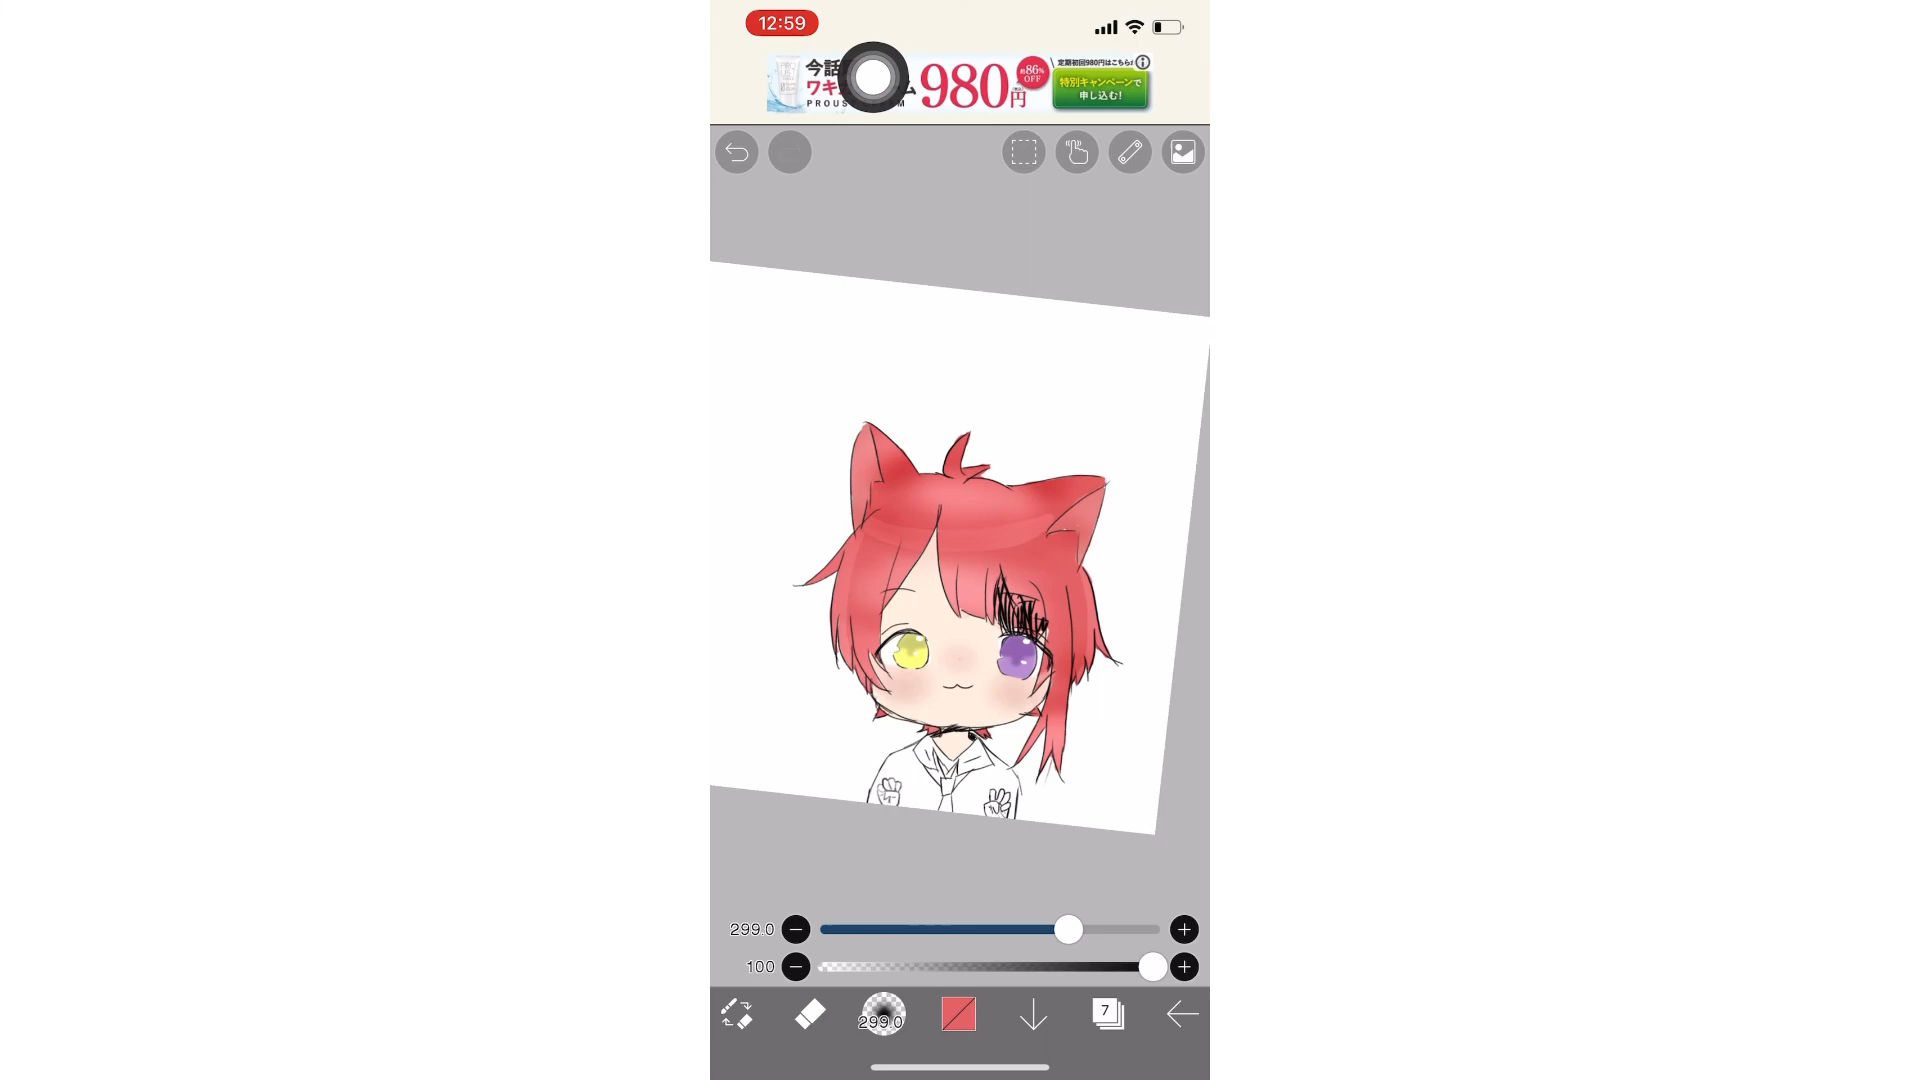 12:59
今話
ワキ
ム
PROUS
AM
980円
約86%
OFF
定期初回980円はこちら
特別キャンペーンで
申し込む!
299.0
100
299.0
7